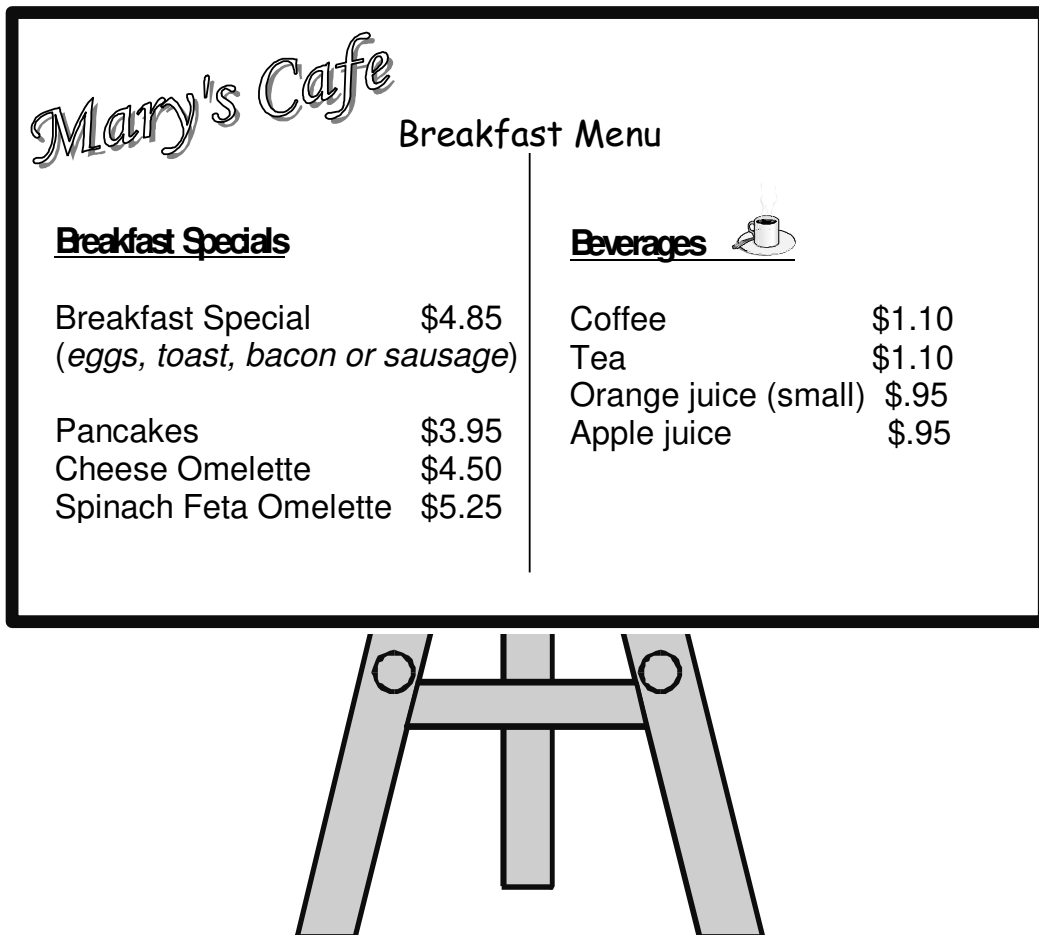 Mary's Cafe
Breakfast Menu
Breakfast Specials
Breakfast Special $4.85
(eggs, toast, bacon or sausage)
Pancakes $3.95
Cheese Omelette $4.50
Spinach Feta Omelette $5.25
Beverages
Coffee $1.10
Tea $1.10
Orange juice (small) $.95
Apple juice $.95